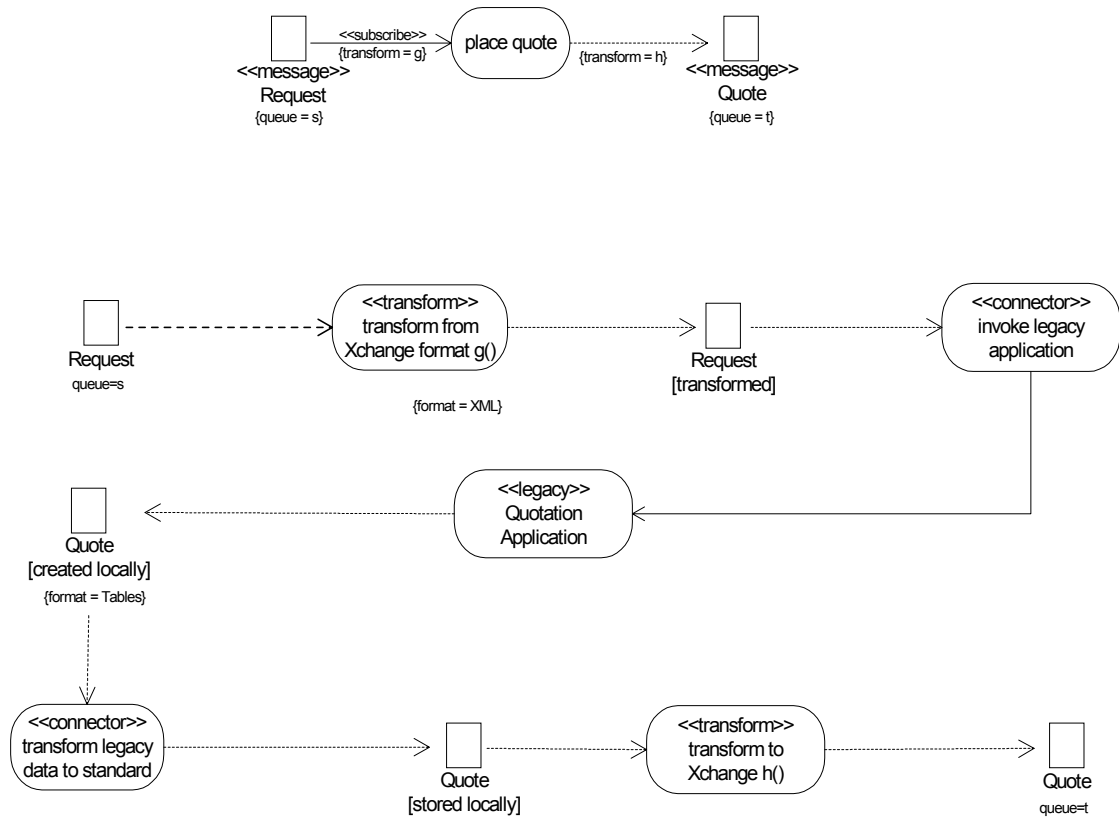 <<subscribe>>
{transform = g}
place quote
{transform = h}
<<message>>
Request
{queue = s}
<<message>>
Quote
{queue = t}
Request
queue=s
<<transform>>
transform from
Xchange format g()
{format = XML}
Request
[transformed]
<<connector>>
invoke legacy
application
<<legacy>>
Quotation
Application
Quote
[created locally]
{format = Tables}
<<connector>>
transform legacy
data to standard
Quote
[stored locally]
<<transform>>
transform to
Xchange h()
Quote
queue=t